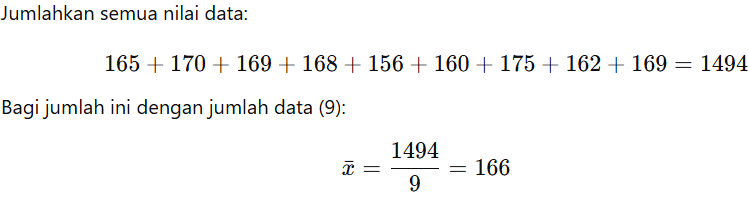 Jumlahkan semua nilai data:
165 + 170 + 169 + 168 + 156 + 160 + 175 + 162 + 169 = 1494
Bagi jumlah ini dengan jumlah data (9):
x̄ = 1494/9 = 166